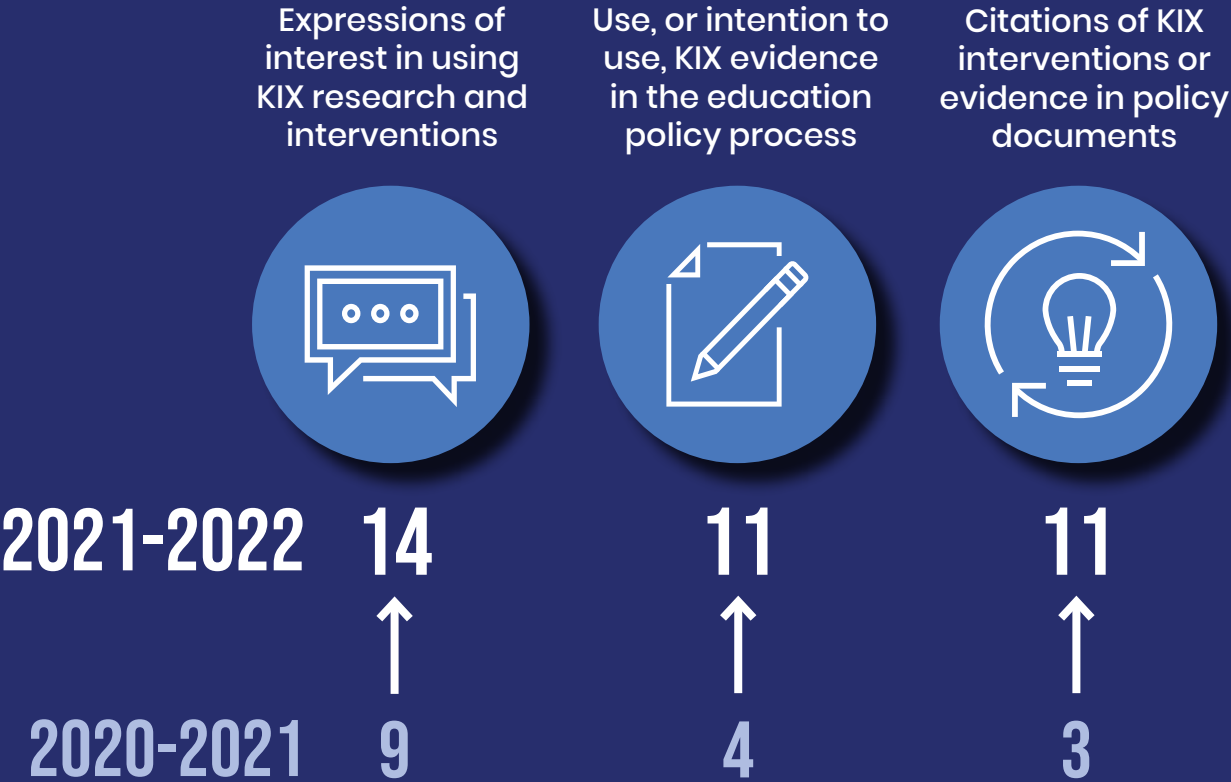 Expressions of
interest in using
KIX research and
interventions
Use, or intention to
use, KIX evidence
in the education
policy process
Citations of KIX
interventions or
evidence in policy
documents
2021-2022 14 11 11
2020-2021 9 4 3